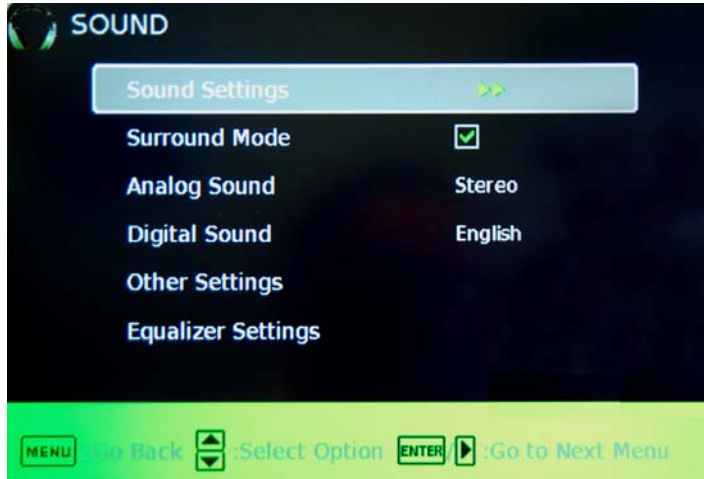 SOUND
Sound Settings
Surround Mode
Analog Sound Stereo
Digital Sound English
Other Settings
Equalizer Settings
MENU :Go Back :Select Option ENTER / :Go to Next Menu